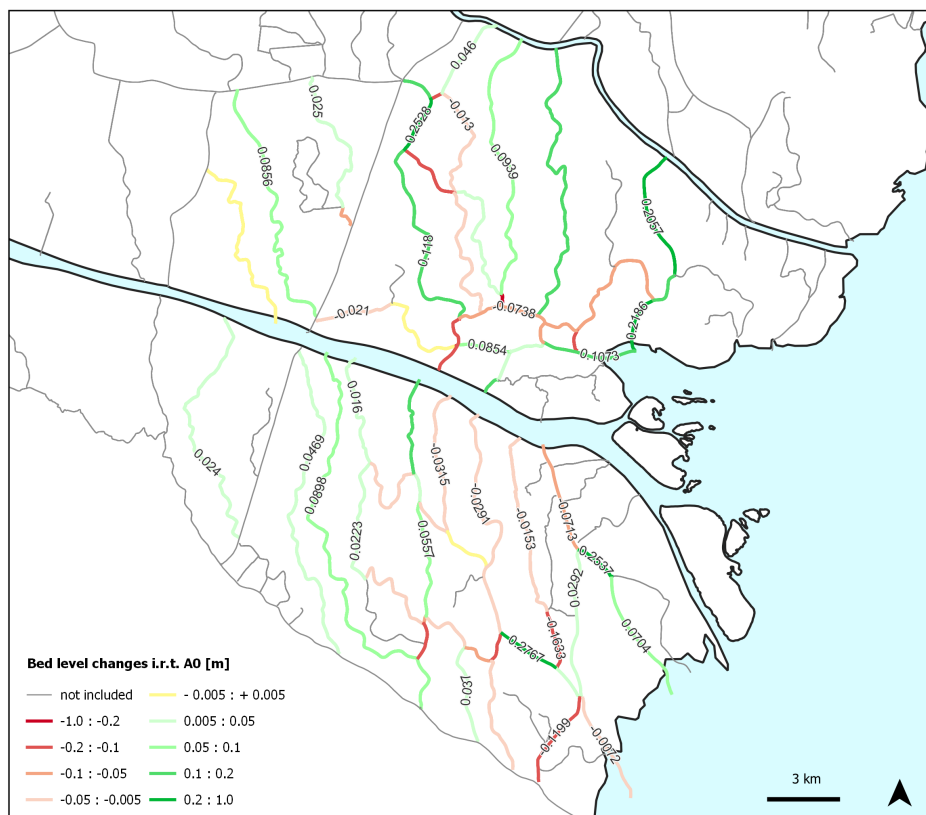 0.046
0.025
-0.013
0.2528
0.0856
0.0939
0.2057
0.118
-0.021
-0.0738
0.2186
0.0854
0.1073
0.016
0.024
0.0469
-0.0315
0.0898
-0.0291
-0.0153
-0.0713
0.0223
0.0557
0.2537
0.0292
0.0704
-0.1633
0.2767
0.031
-0.1199
-0.0072
Bed level changes i.r.t. A0 [m]
not included
-1.0 : -0.2
-0.2 : -0.1
-0.1 : -0.05
-0.05 : -0.005
- 0.005 : + 0.005
0.005 : 0.05
0.05 : 0.1
0.1 : 0.2
0.2 : 1.0
3 km